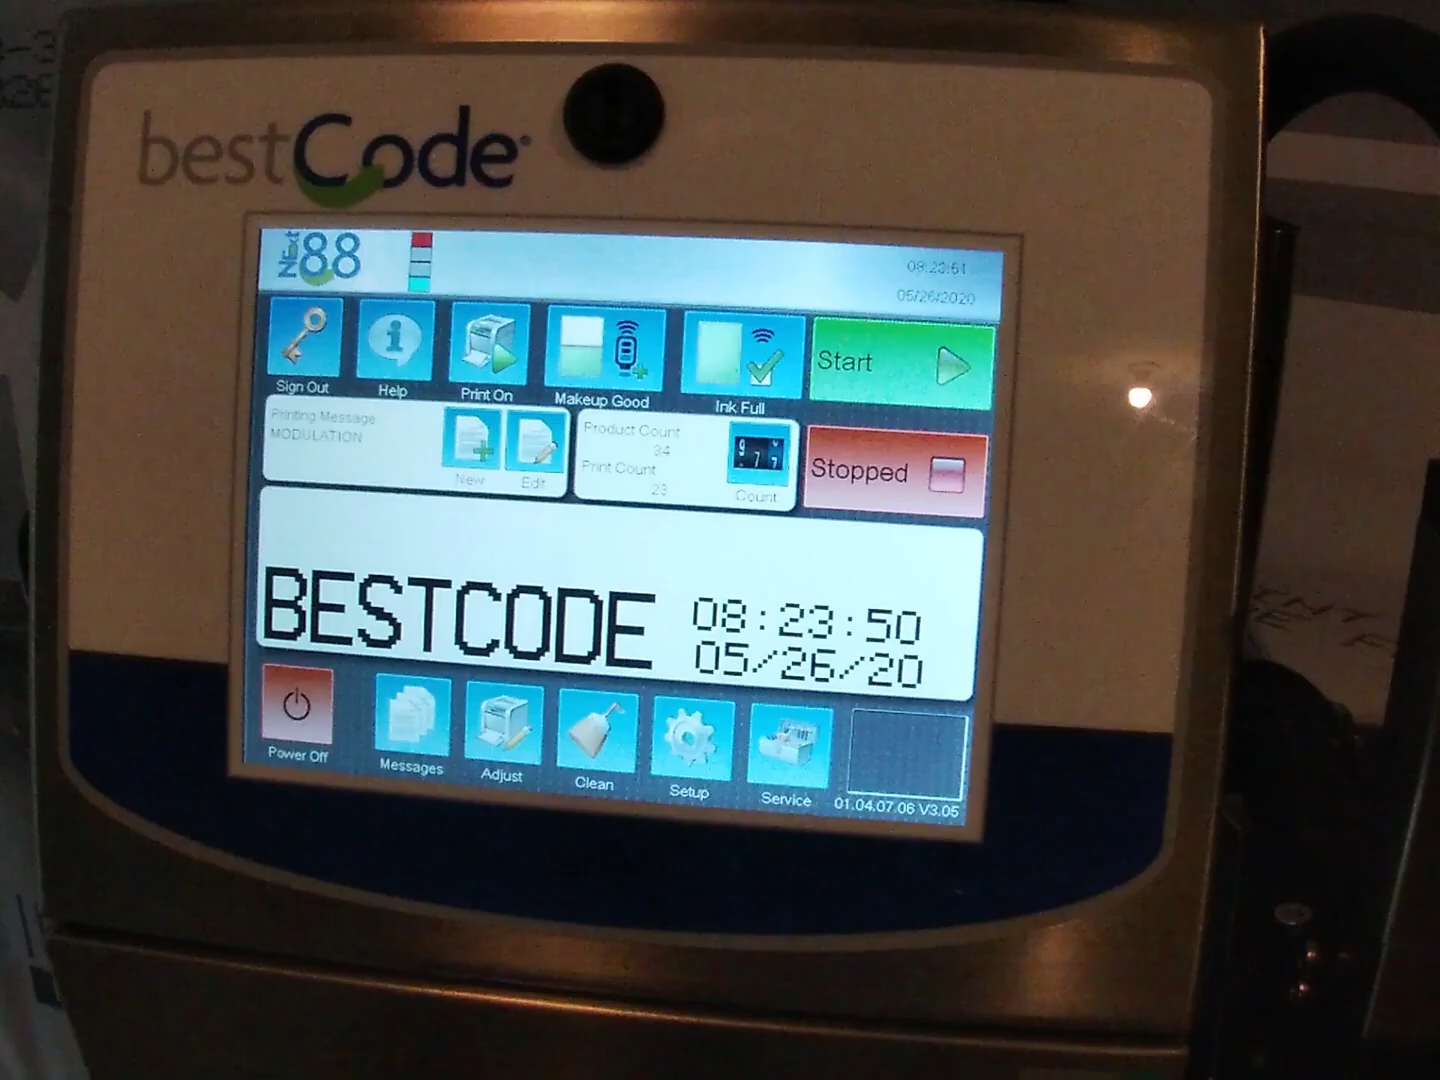 bestCode
NExt 88
08:23:51
05/26/2020
Sign Out
Help
Print On
Makeup Good
Ink Full
Start
Printing Message
MODULATION
New
Edit
Product Count
34
Print Count
23
Count
Stopped
BESTCODE
08:23:50
05/26/20
Power Off
Messages
Adjust
Clean
Setup
Service
01.04.07.06 V3.05